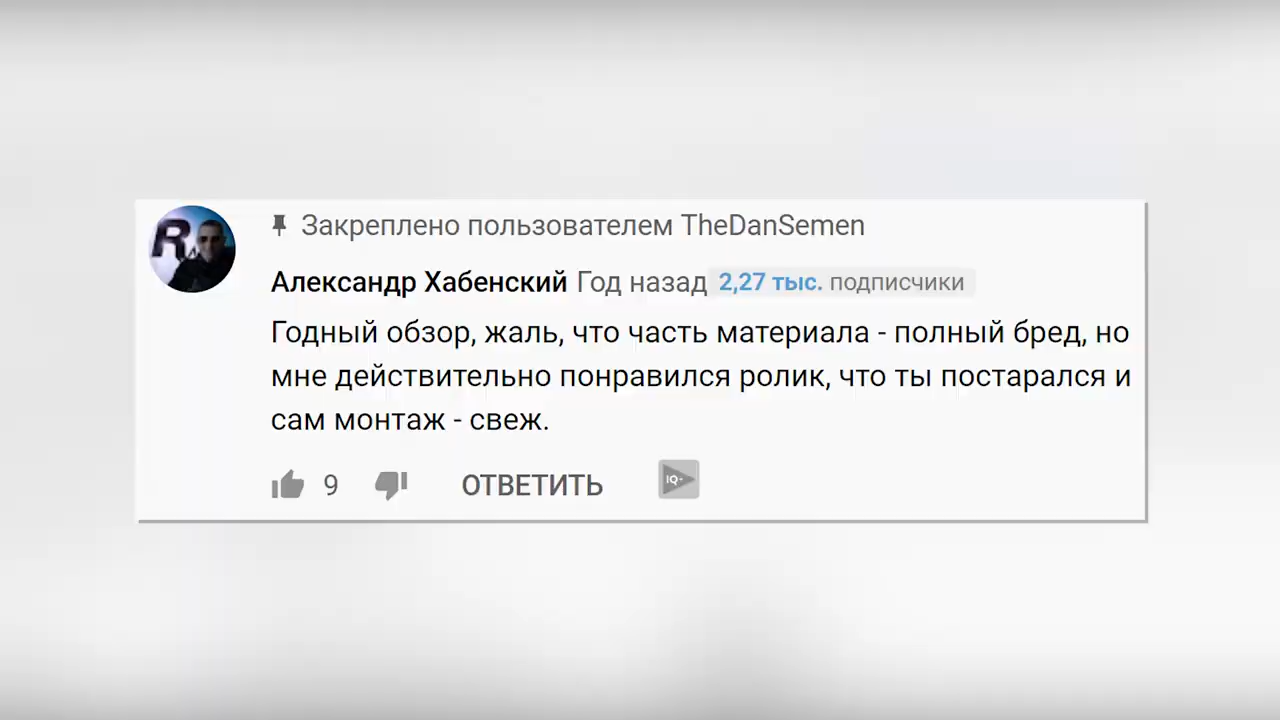 Закреплено пользователем TheDanSemen
Александр Хабенский Год назад 2,27 тыс. подписчики
Годный обзор, жаль, что часть материала - полный бред, но
мне действительно понравился ролик, что ты постарался и
сам монтаж - свеж.
9 ОТВЕТИТЬ IQ+
R